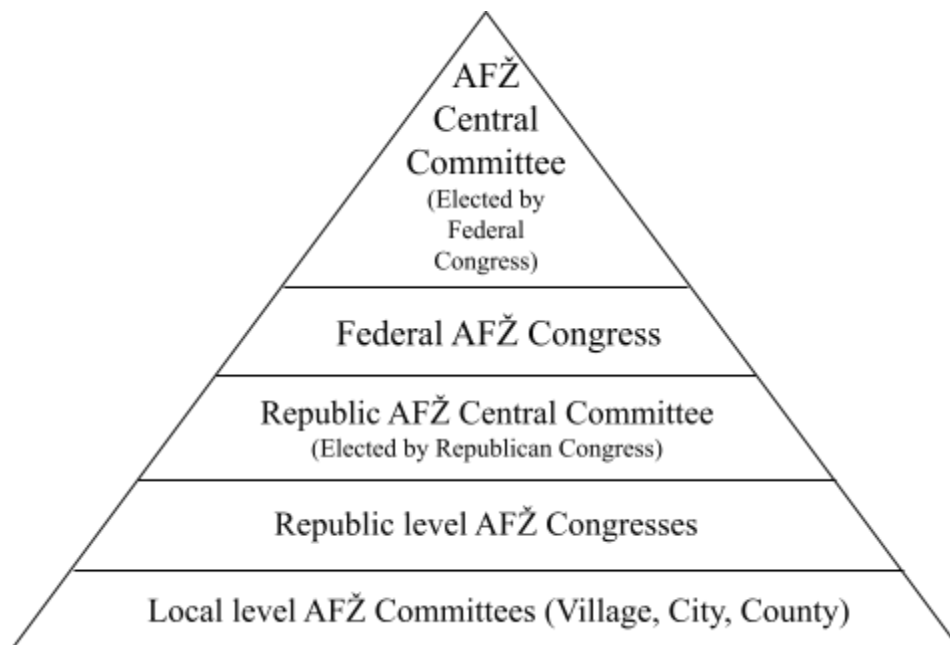 AFŽ
Central
Committee
(Elected by
Federal
Congress)
Federal AFŽ Congress
Republic AFŽ Central Committee
(Elected by Republican Congress)
Republic level AFŽ Congresses
Local level AFŽ Committees (Village, City, County)